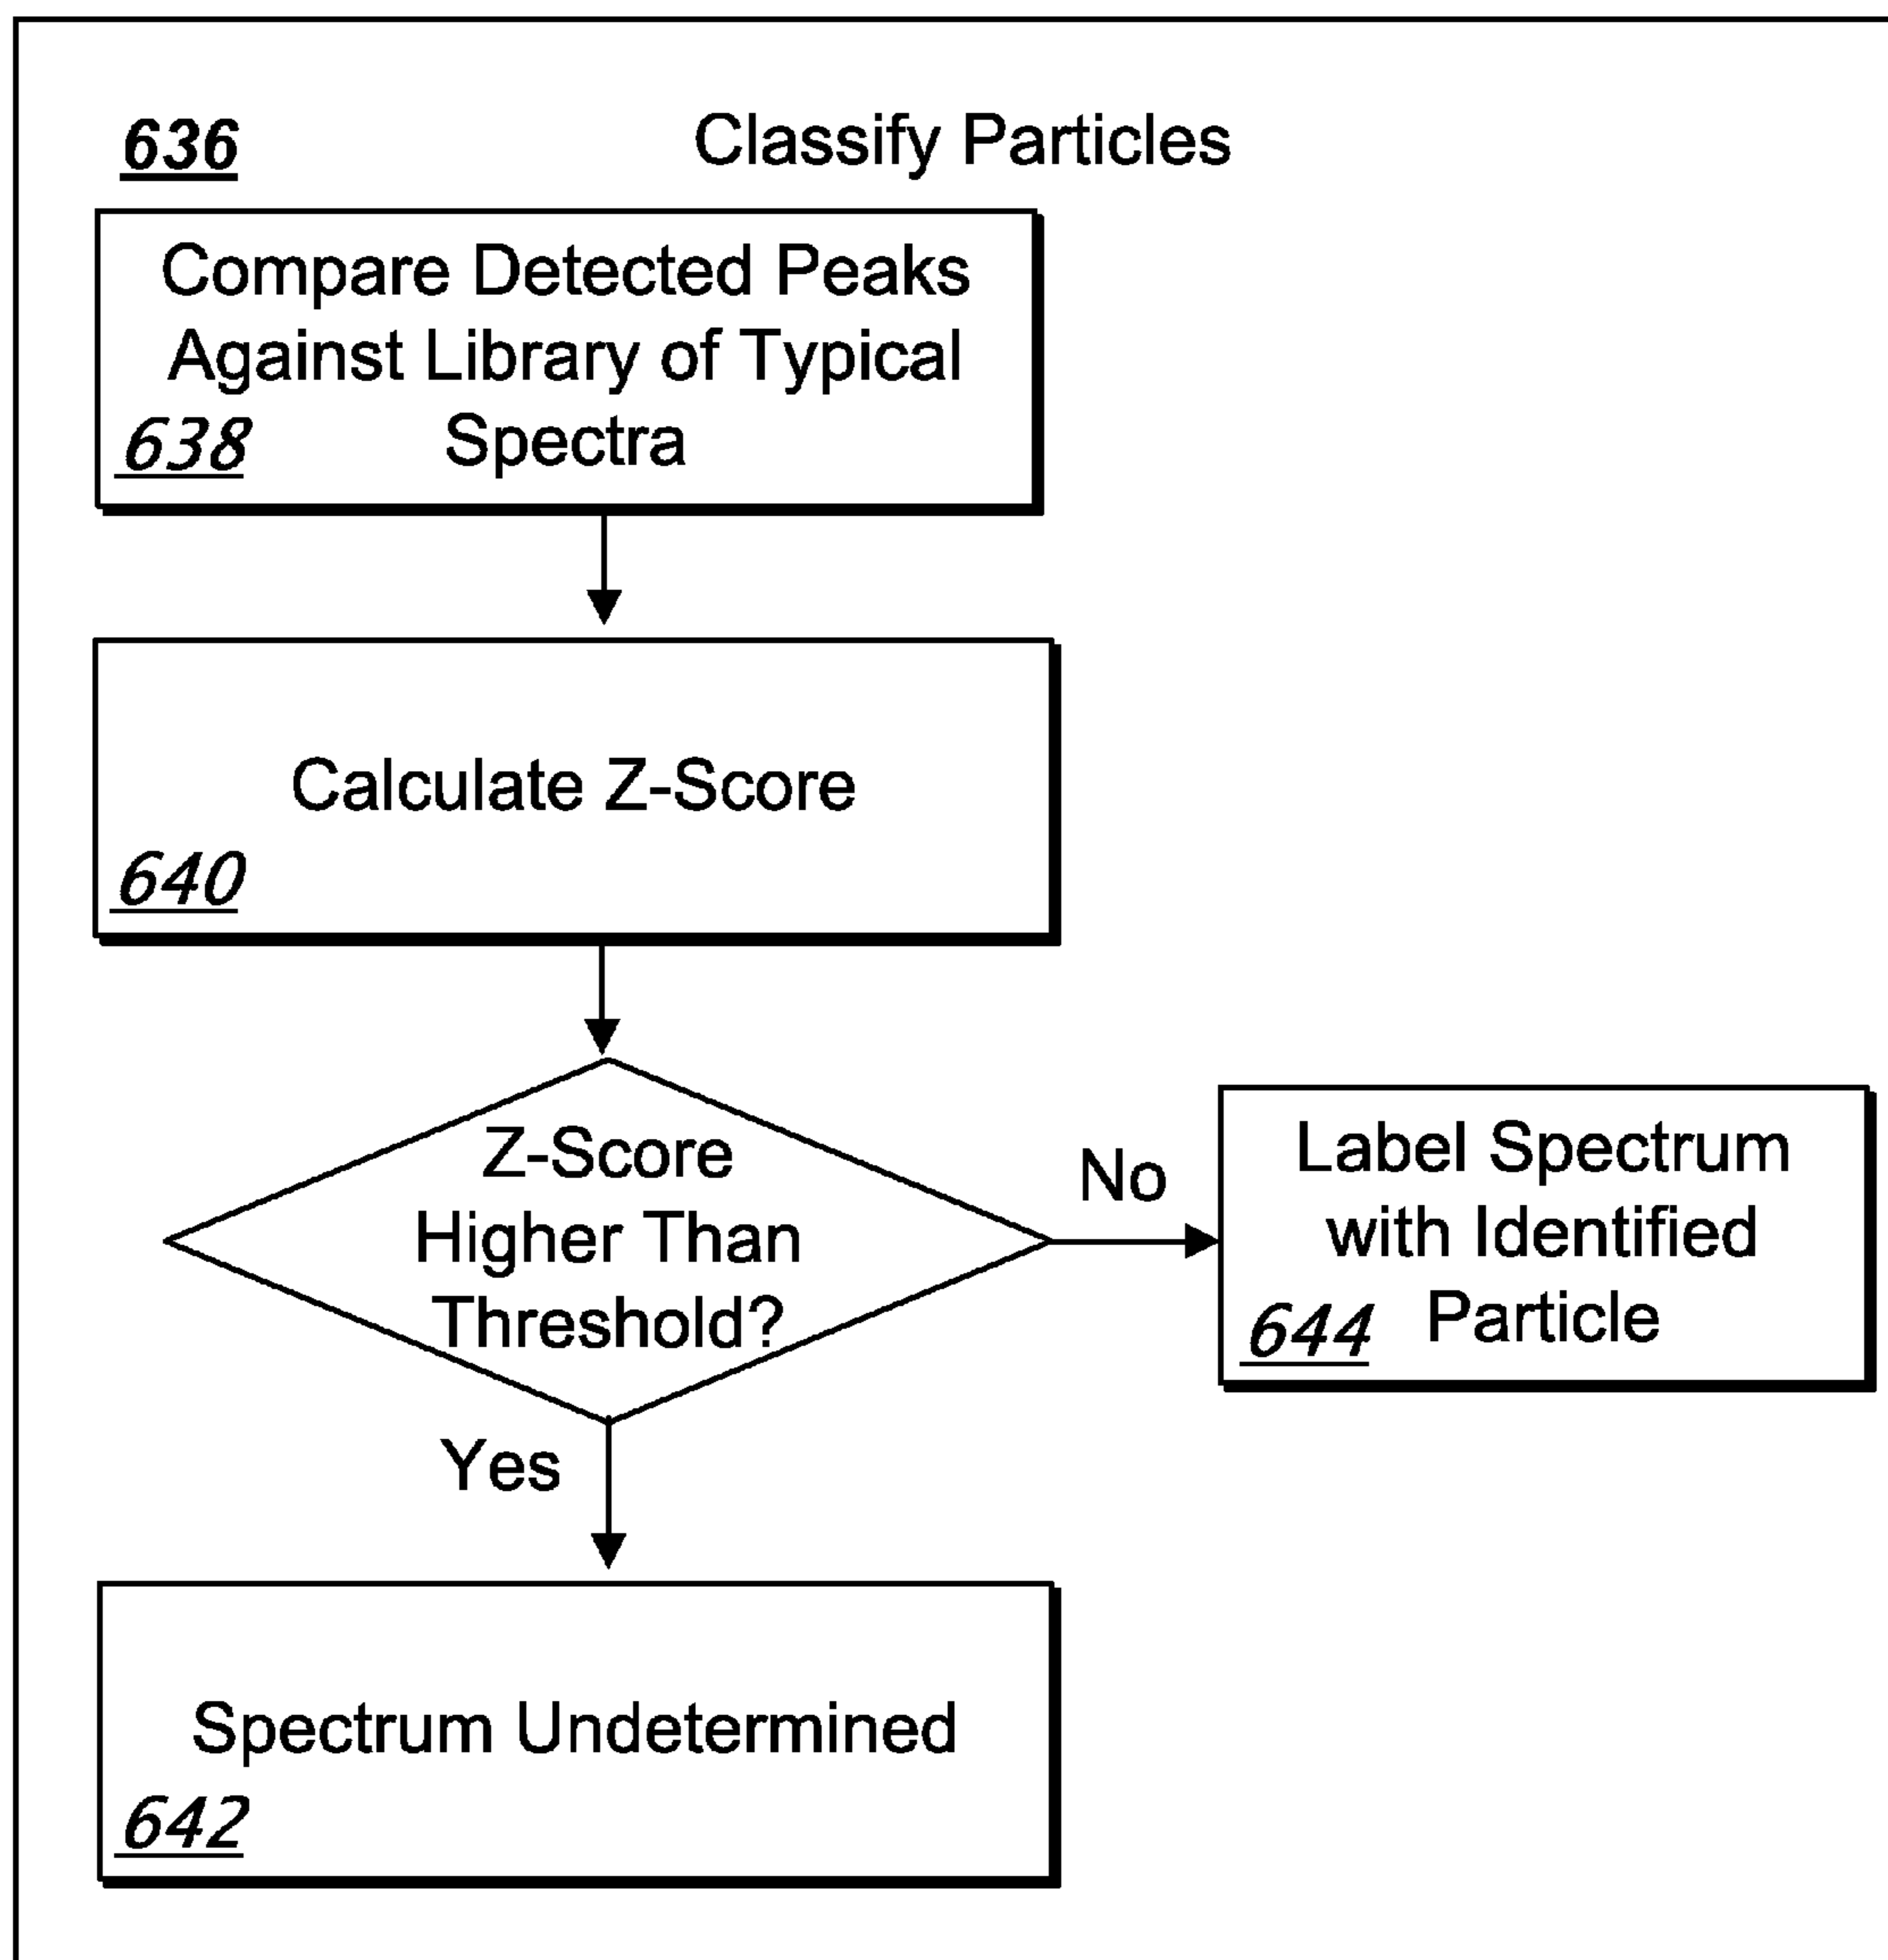 636 Classify Particles
Compare Detected Peaks
Against Library of Typical
638 Spectra
Calculate Z-Score
640
Z-Score
Higher Than
Threshold?
No
Label Spectrum
with Identified
644 Particle
Yes
Spectrum Undetermined
642